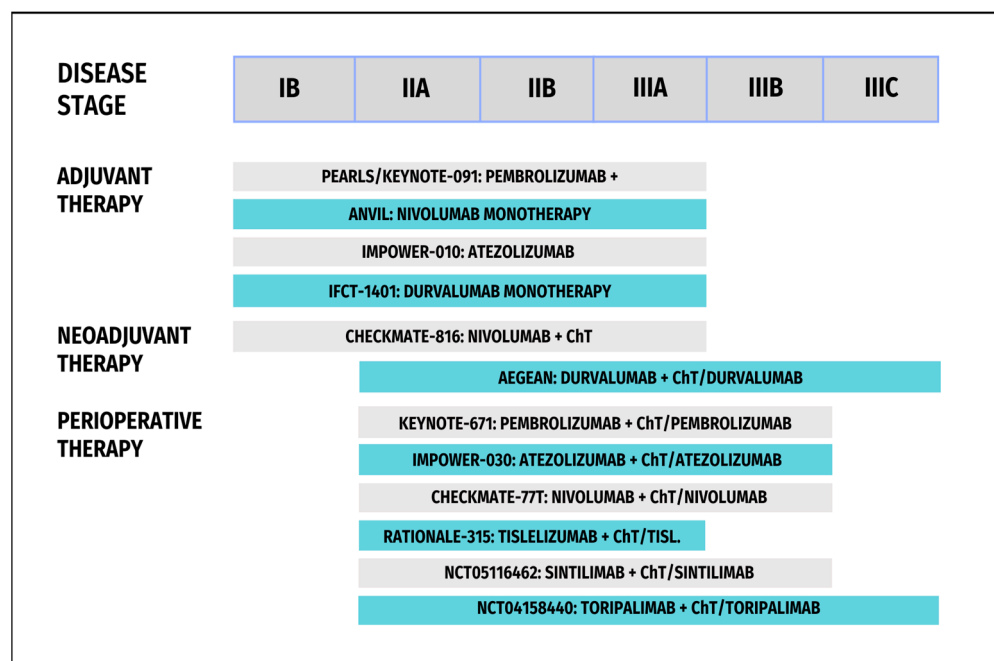 DISEASE
STAGE
IB IIA IIB IIIA IIIB IIIC
ADJUVANT
THERAPY
PEARLS/KEYNOTE-091: PEMBROLIZUMAB +
ANVIL: NIVOLUMAB MONOTHERAPY
IMPOWER-010: ATEZOLIZUMAB
IFCT-1401: DURVALUMAB MONOTHERAPY
NEOADJUVANT
THERAPY
CHECKMATE-816: NIVOLUMAB + ChT
AEGEAN: DURVALUMAB + ChT/DURVALUMAB
PERIOPERATIVE
THERAPY
KEYNOTE-671: PEMBROLIZUMAB + ChT/PEMBROLIZUMAB
IMPOWER-030: ATEZOLIZUMAB + ChT/ATEZOLIZUMAB
CHECKMATE-77T: NIVOLUMAB + ChT/NIVOLUMAB
RATIONALE-315: TISLELIZUMAB + ChT/TISL.
NCT05116462: SINTILIMAB + ChT/SINTILIMAB
NCT04158440: TORIPALIMAB + ChT/TORIPALIMAB